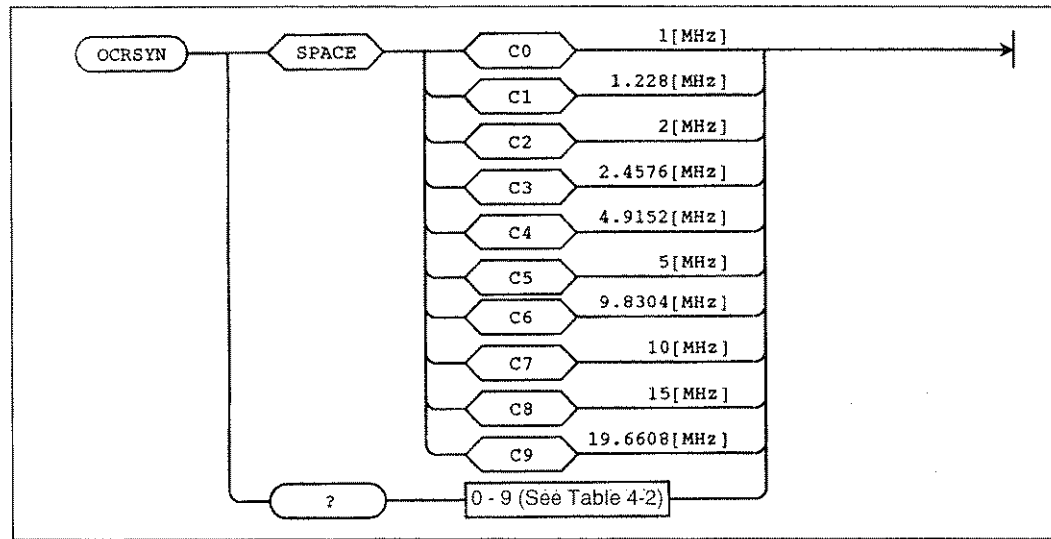 OCRSYN SPACE C0 1[MHz]
C1 1.228[MHz]
C2 2[MHz]
C3 2.4576[MHz]
C4 4.9152[MHz]
C5 5[MHz]
C6 9.8304[MHz]
C7 10[MHz]
C8 15[MHz]
C9 19.6608[MHz]
? 0 - 9 (See Table 4-2)